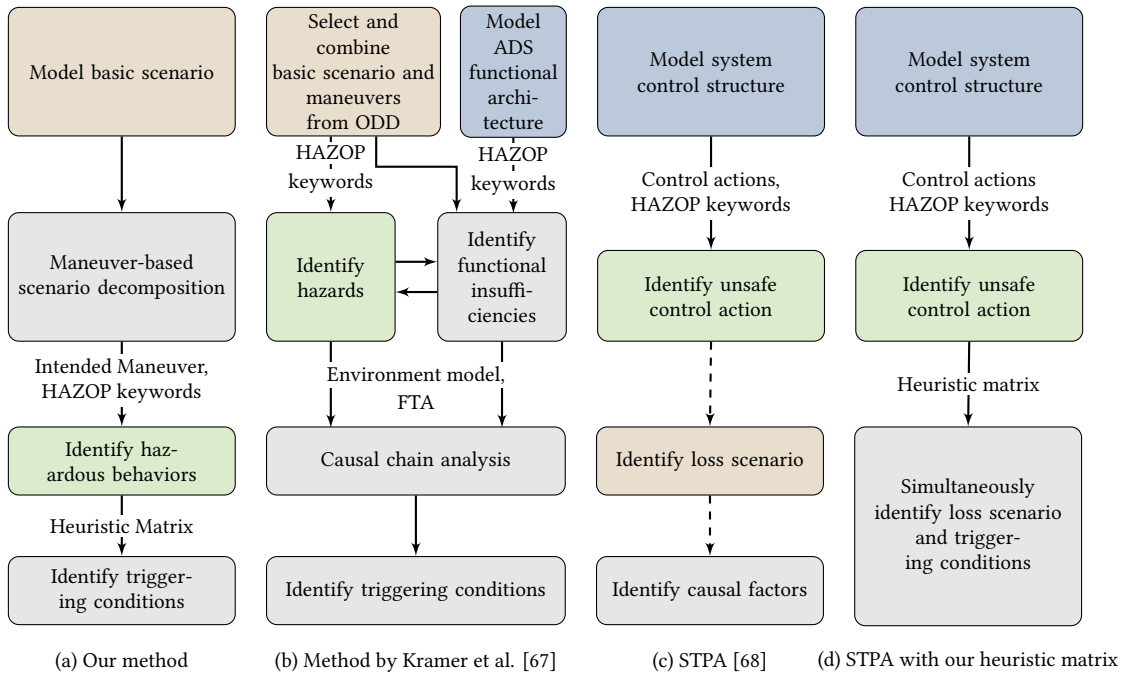 Model basic scenario
Maneuver-based
scenario decomposition
Intended Maneuver,
HAZOP keywords
Identify haz-
ardous behaviors
Heuristic Matrix
Identify trigger-
ing conditions
(a) Our method
Select and
combine
basic scenario and
maneuvers
from ODD
Model
ADS
functional
archi-
tecture
HAZOP
keywords
HAZOP
keywords
Identify
hazards
Identify
functional
insuffi-
ciencies
Environment model,
FTA
Causal chain analysis
Identify triggering conditions
(b) Method by Kramer et al. [67]
Model system
control structure
Control actions,
HAZOP keywords
Identify unsafe
control action
Identify loss scenario
Identify causal factors
(c) STPA [68]
Model system
control structure
Control actions
HAZOP keywords
Identify unsafe
control action
Heuristic matrix
Simultaneously
identify loss scenario
and trigger-
ing conditions
(d) STPA with our heuristic matrix